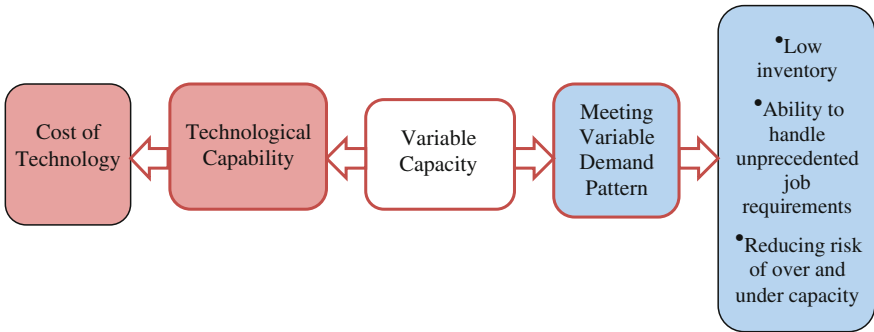 Cost of
Technology
Technological
Capability
Variable
Capacity
Meeting
Variable
Demand
Pattern
•Low
inventory
•Ability to
handle
unprecedented
job
requirements
•Reducing risk
of over and
under capacity